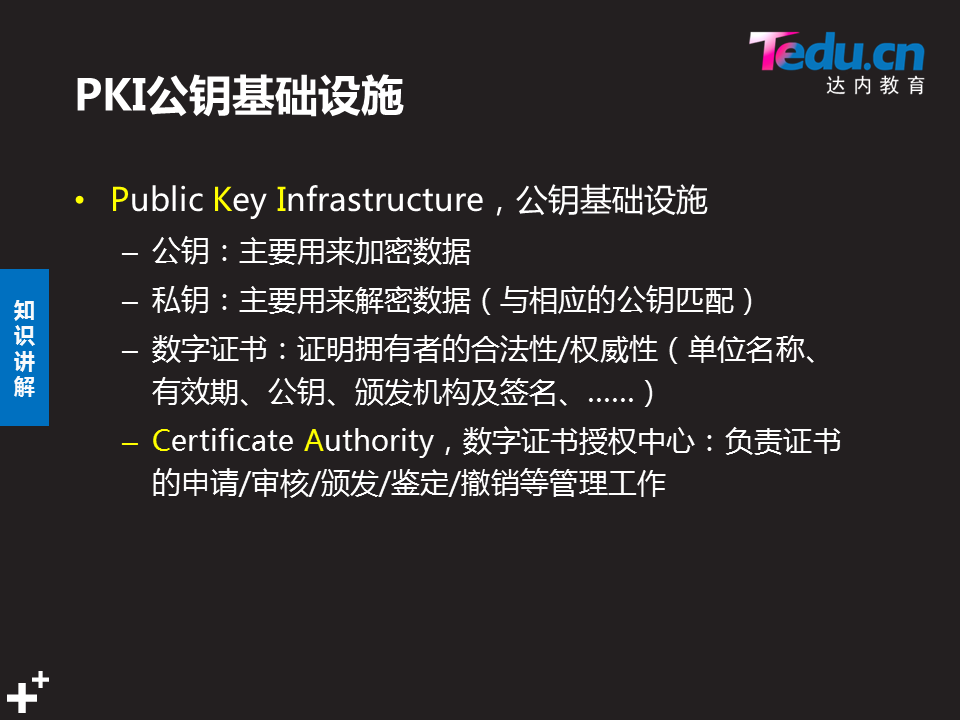 Tedu.cn
达内教育
PKI公钥基础设施
• Public Key Infrastructure，公钥基础设施
– 公钥：主要用来加密数据
– 私钥：主要用来解密数据（与相应的公钥匹配）
– 数字证书：证明拥有者的合法性/权威性（单位名称、
有效期、公钥、颁发机构及签名、……）
– Certificate Authority，数字证书授权中心：负责证书
的申请/审核/颁发/鉴定/撤销等管理工作
知
识
讲
解